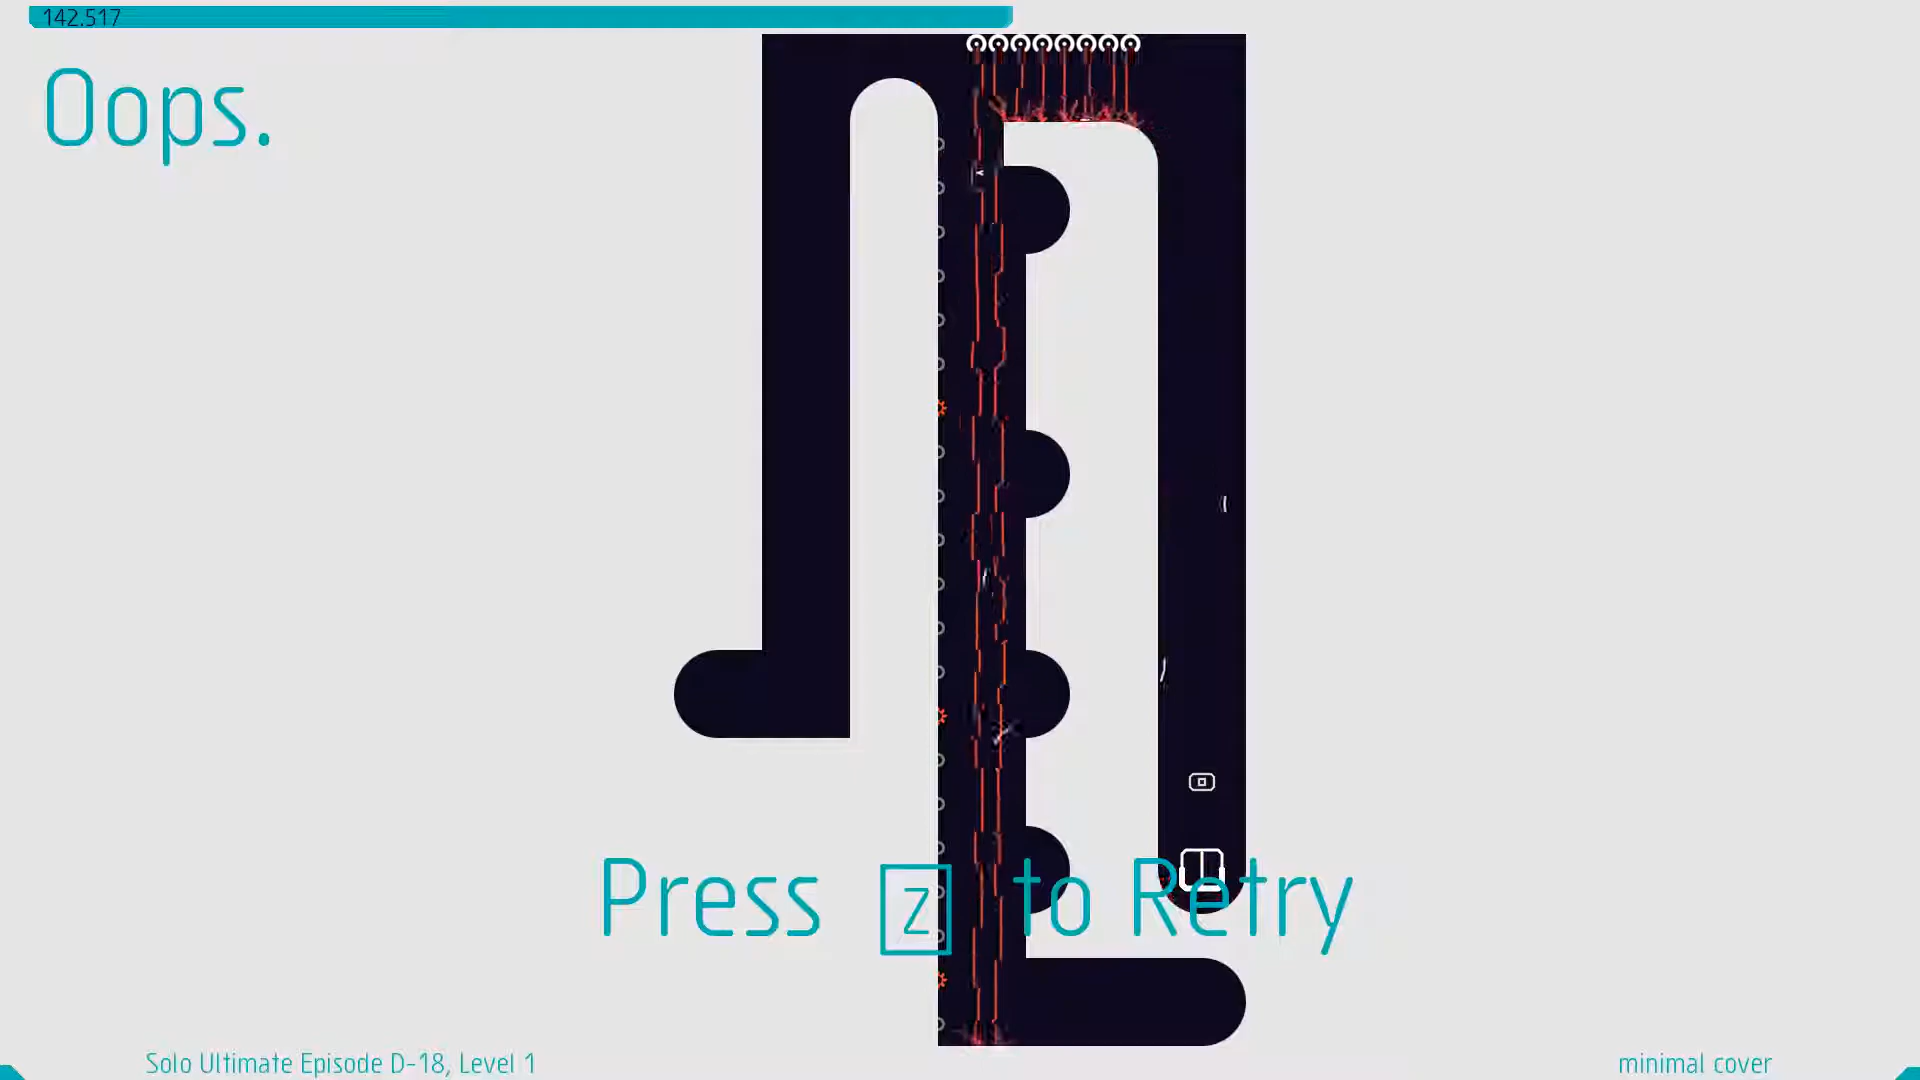 142.517
Oops.
Press Z to Retry
Solo Ultimate Episode D-18, Level 1
minimal cover